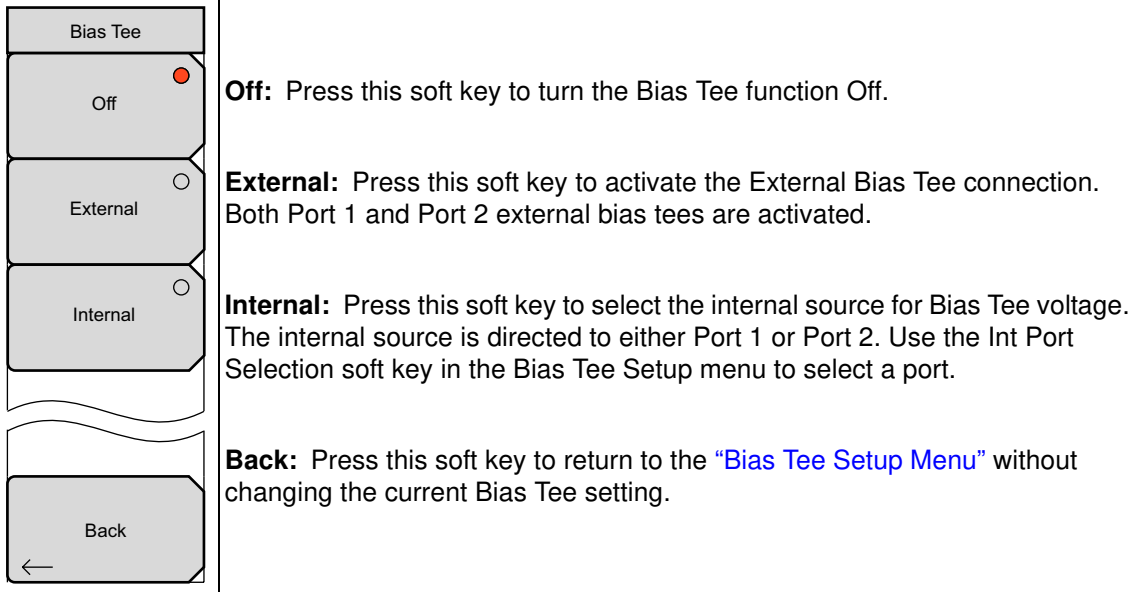 Bias Tee
Off
External
Internal
Back
Off: Press this soft key to turn the Bias Tee function Off.
External: Press this soft key to activate the External Bias Tee connection.
Both Port 1 and Port 2 external bias tees are activated.
Internal: Press this soft key to select the internal source for Bias Tee voltage.
The internal source is directed to either Port 1 or Port 2. Use the Int Port
Selection soft key in the Bias Tee Setup menu to select a port.
Back: Press this soft key to return to the “Bias Tee Setup Menu” without
changing the current Bias Tee setting.